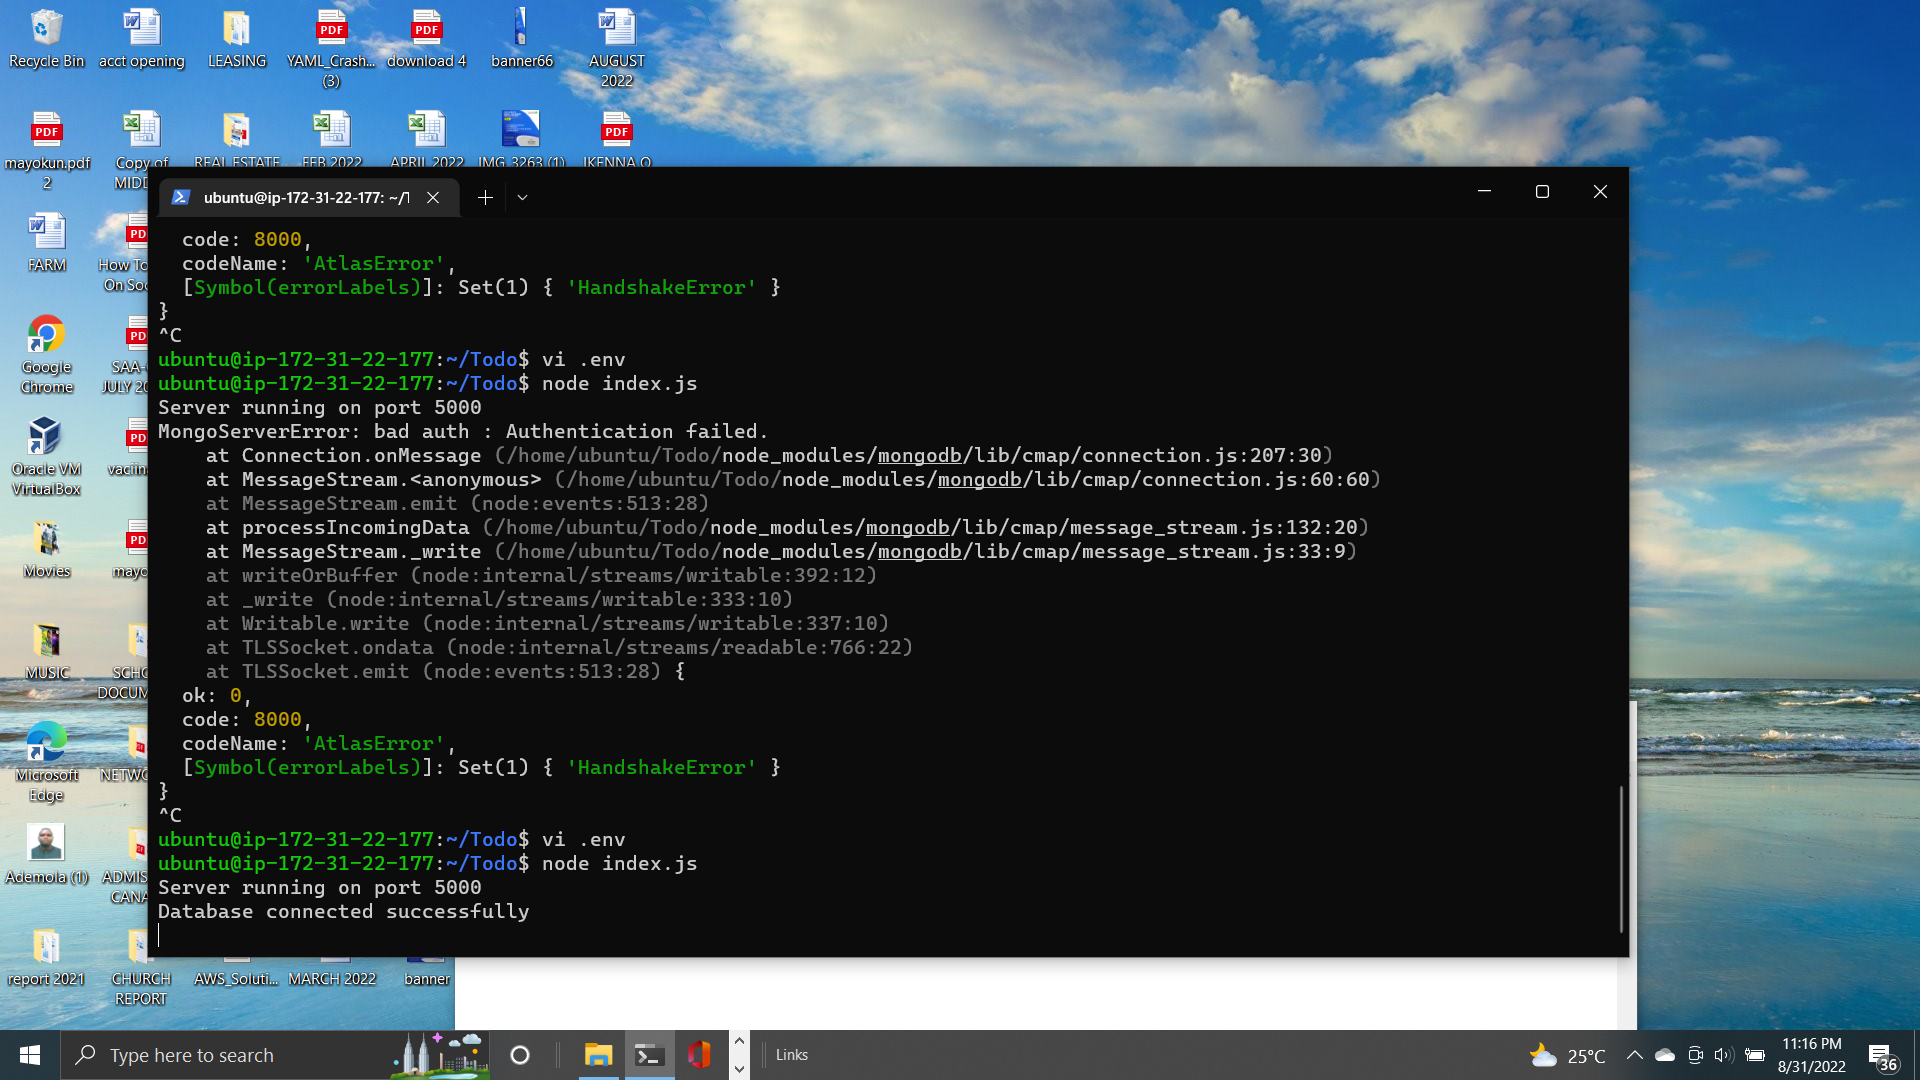 Recycle Bin
acct opening
LEASING
YAML_Crash...
(3)
download 4
banner66
AUGUST
2022
mayokun.pdf
2
Copy of
MIDD
REAL ESTATE
FEB 2022
APRIL 2022
IMG_3263 (1)
IKENNA O
FARM
How To
On Soc
Google
Chrome
SAA-
JULY 20
Oracle VM
VirtualBox
vaciin
Movies
mayo
MUSIC
SCHO
DOCUM
Microsoft
Edge
NETWO
Ademola (1)
ADMIS
CANA
report 2021
CHURCH
REPORT
AWS_Soluti...
MARCH 2022
banner
ubuntu@ip-172-31-22-177: ~/T
code: 8000,
codeName: 'AtlasError',
[Symbol(errorLabels)]: Set(1) { 'HandshakeError' }
}
^C
ubuntu@ip-172-31-22-177:~/Todo$ vi .env
ubuntu@ip-172-31-22-177:~/Todo$ node index.js
Server running on port 5000
MongoServerError: bad auth : Authentication failed.
at Connection.onMessage (/home/ubuntu/Todo/node_modules/mongodb/lib/cmap/connection.js:207:30)
at MessageStream.<anonymous> (/home/ubuntu/Todo/node_modules/mongodb/lib/cmap/connection.js:60:60)
at MessageStream.emit (node:events:513:28)
at processIncomingData (/home/ubuntu/Todo/node_modules/mongodb/lib/cmap/message_stream.js:132:20)
at MessageStream._write (/home/ubuntu/Todo/node_modules/mongodb/lib/cmap/message_stream.js:33:9)
at writeOrBuffer (node:internal/streams/writable:392:12)
at _write (node:internal/streams/writable:333:10)
at Writable.write (node:internal/streams/writable:337:10)
at TLSSocket.ondata (node:internal/streams/readable:766:22)
at TLSSocket.emit (node:events:513:28) {
ok: 0,
code: 8000,
codeName: 'AtlasError',
[Symbol(errorLabels)]: Set(1) { 'HandshakeError' }
}
^C
ubuntu@ip-172-31-22-177:~/Todo$ vi .env
ubuntu@ip-172-31-22-177:~/Todo$ node index.js
Server running on port 5000
Database connected successfully
Type here to search
Links
25°C
11:16 PM
8/31/2022
36